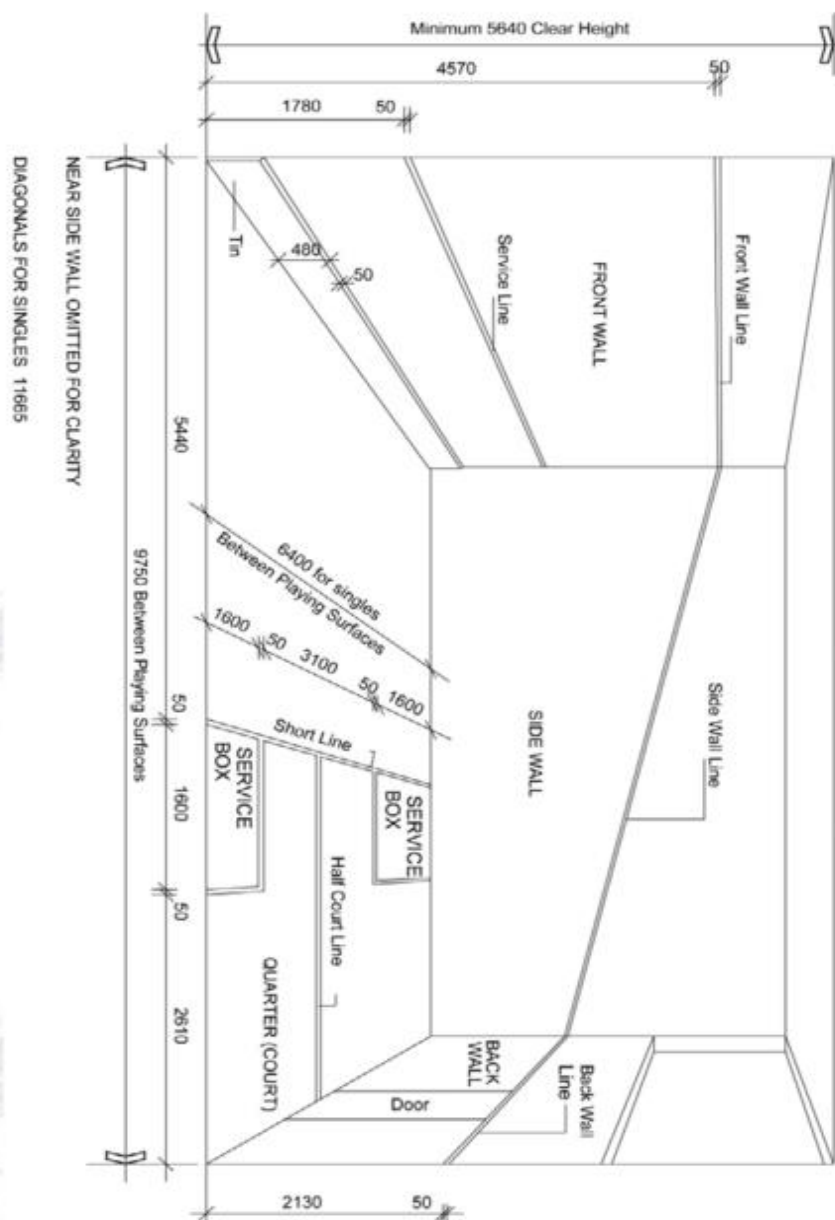 Minimum 5640 Clear Height
4570
50
1780
50
Front Wall Line
FRONT WALL
Service Line
480
50
Tin
NEAR SIDE WALL OMITTED FOR CLARITY
DIAGONALS FOR SINGLES 11665
5440
6400 for singles
Between Playing Surfaces
1600
50
3100
50
1600
Side Wall Line
SIDE WALL
Short Line
SERVICE
BOX
SERVICE
BOX
Half Court Line
QUARTER (COURT)
9750 Between Playing Surfaces
50
1600
50
2610
BACK
WALL
Door
Back Wall
Line
2130
50